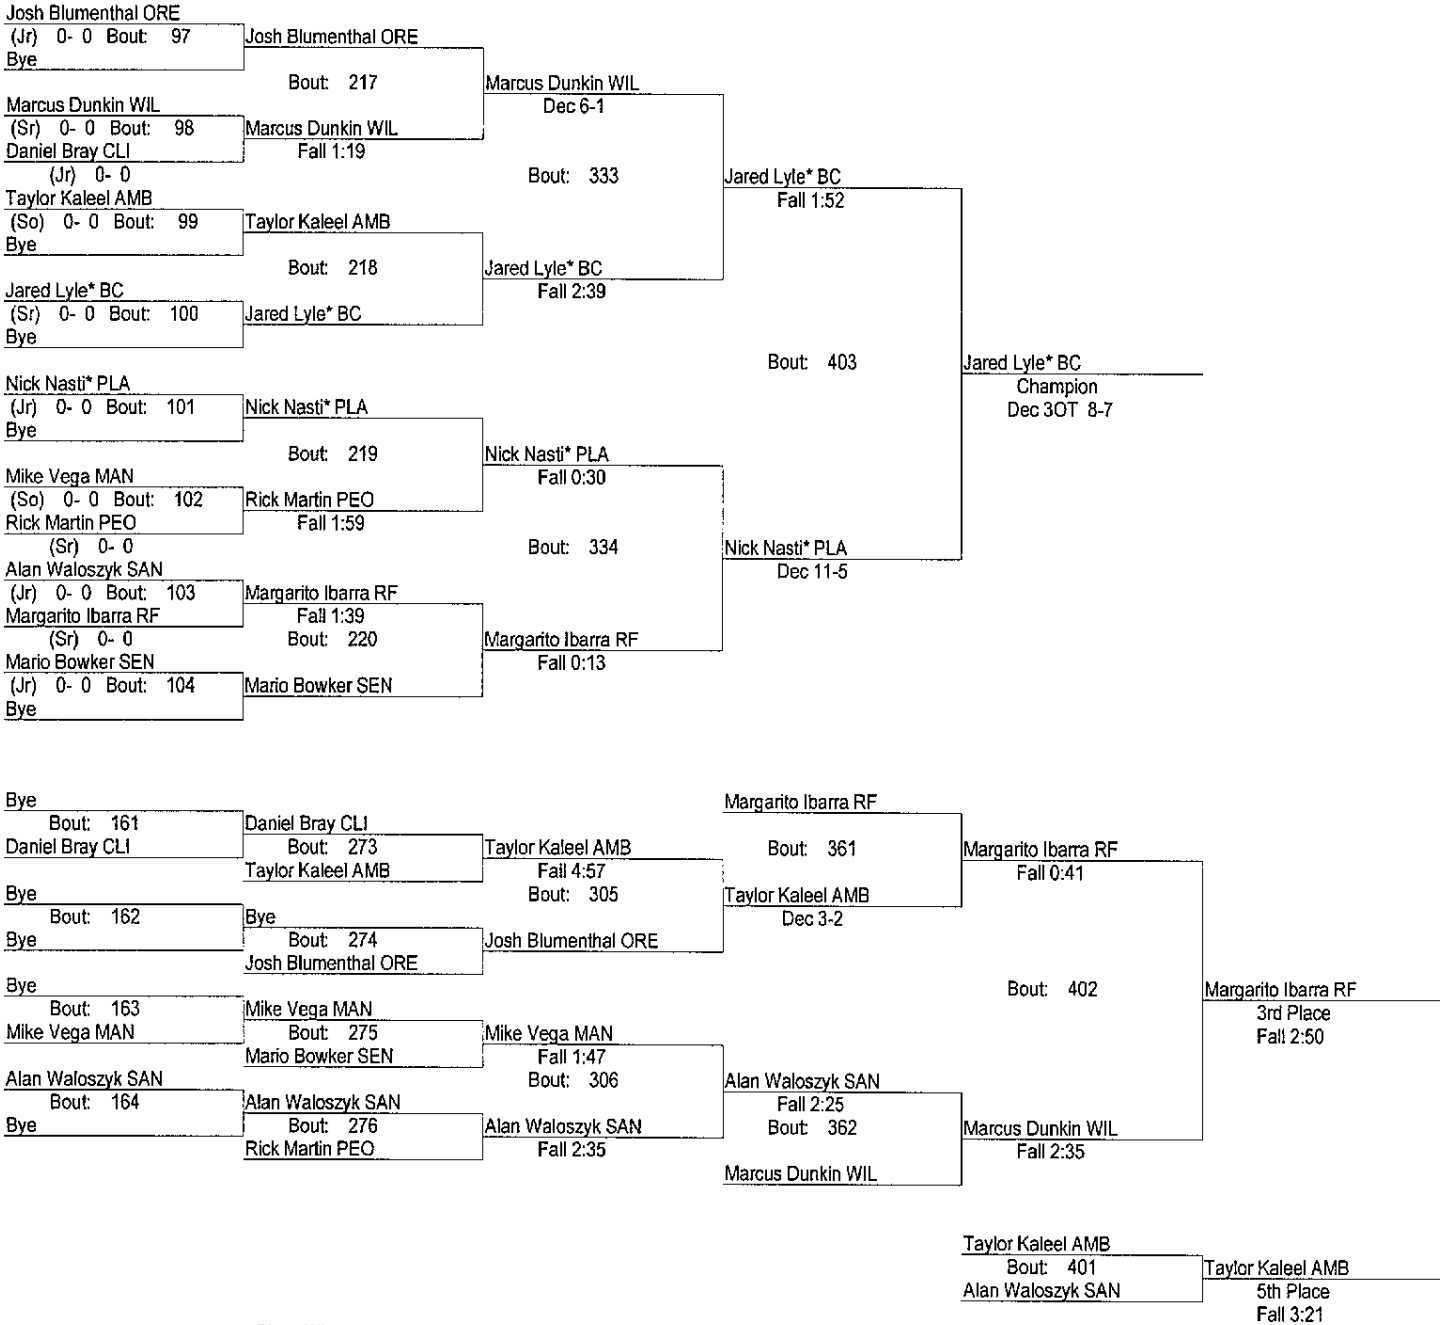 Josh Blumenthal ORE
(Jr) 0- 0 Bout: 97 Josh Blumenthal ORE
Bye
Bout: 217 Marcus Dunkin WIL
Marcus Dunkin WIL Dec 6-1
(Sr) 0- 0 Bout: 98 Marcus Dunkin WIL
Daniel Bray CLI Fall 1:19
(Jr) 0- 0 Bout: 333 Jared Lyle* BC
Taylor Kaleel AMB Fall 1:52
(So) 0- 0 Bout: 99 Taylor Kaleel AMB
Bye
Bout: 218 Jared Lyle* BC
Jared Lyle* BC Fall 2:39
(Sr) 0- 0 Bout: 100 Jared Lyle* BC
Bye
Bout: 403 Jared Lyle* BC
Nick Nasti* PLA Champion
(Jr) 0- 0 Bout: 101 Nick Nasti* PLA Dec 3OT 8-7
Bye
Bout: 219 Nick Nasti* PLA
Mike Vega MAN Fall 0:30
(So) 0- 0 Bout: 102 Rick Martin PEO
Rick Martin PEO Fall 1:59
(Sr) 0- 0 Bout: 334 Nick Nasti* PLA
Alan Waloszyk SAN Dec 11-5
(Jr) 0- 0 Bout: 103 Margarito Ibarra RF
Margarito Ibarra RF Fall 1:39
(Sr) 0- 0 Bout: 220 Margarito Ibarra RF
Mario Bowker SEN Fall 0:13
(Jr) 0- 0 Bout: 104 Mario Bowker SEN
Bye
Bye Margarito Ibarra RF
Bout: 161 Daniel Bray CLI
Daniel Bray CLI Bout: 273 Taylor Kaleel AMB Bout: 361 Margarito Ibarra RF
Taylor Kaleel AMB Fall 4:57 Fall 0:41
Bye Bout: 305 Taylor Kaleel AMB
Bout: 162 Bye Dec 3-2
Bye Bout: 274 Josh Blumenthal ORE
Josh Blumenthal ORE
Bye Bout: 402 Margarito Ibarra RF
Bout: 163 Mike Vega MAN 3rd Place
Mike Vega MAN Bout: 275 Mike Vega MAN Fall 2:50
Mario Bowker SEN Fall 1:47
Alan Waloszyk SAN Bout: 306 Alan Waloszyk SAN
Bout: 164 Alan Waloszyk SAN Fall 2:25
Bye Bout: 276 Alan Waloszyk SAN Bout: 362 Marcus Dunkin WIL
Rick Martin PEO Fall 2:35 Fall 2:35
Marcus Dunkin WIL
Taylor Kaleel AMB
Bout: 401 Taylor Kaleel AMB
Alan Waloszyk SAN 5th Place
Fall 3:21